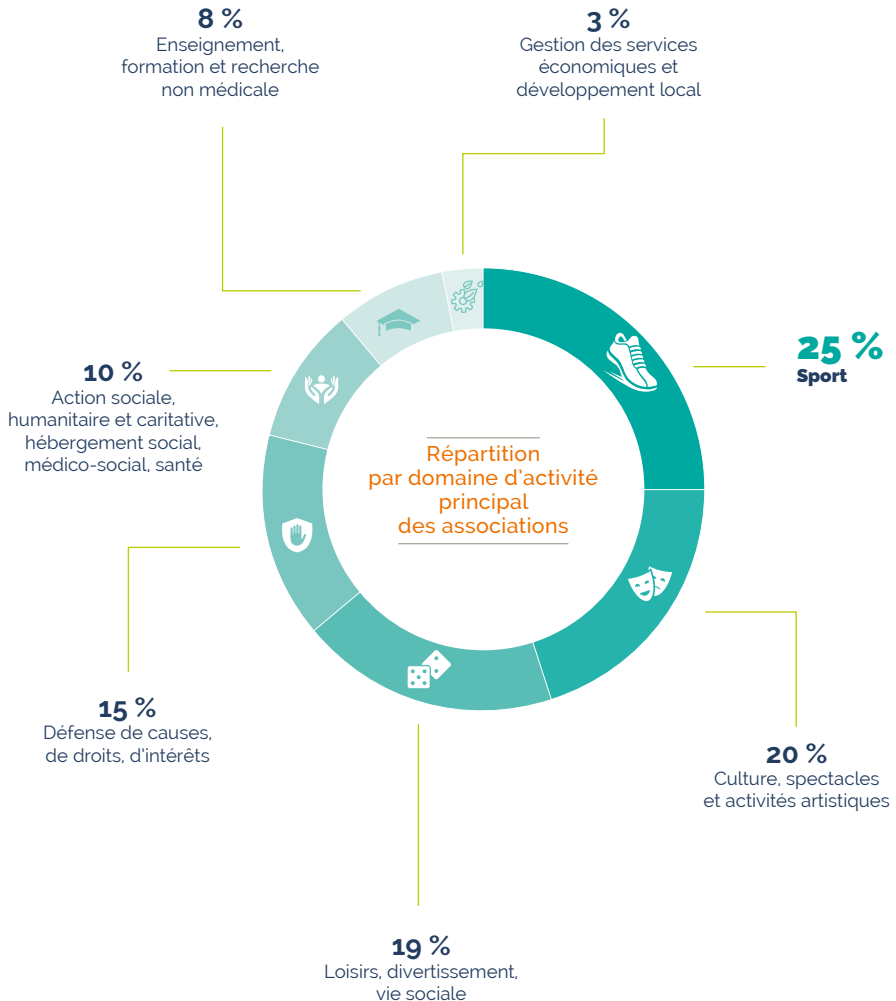 8 %
Enseignement,
formation et recherche
non médicale
3 %
Gestion des services
économiques et
développement local
25 %
Sport
10 %
Action sociale,
humanitaire et caritative,
hébergement social,
médico-social, santé
Répartition
par domaine d'activité
principal
des associations
15 %
Défense de causes,
de droits, d'intérêts
20 %
Culture, spectacles
et activités artistiques
19 %
Loisirs, divertissement,
vie sociale